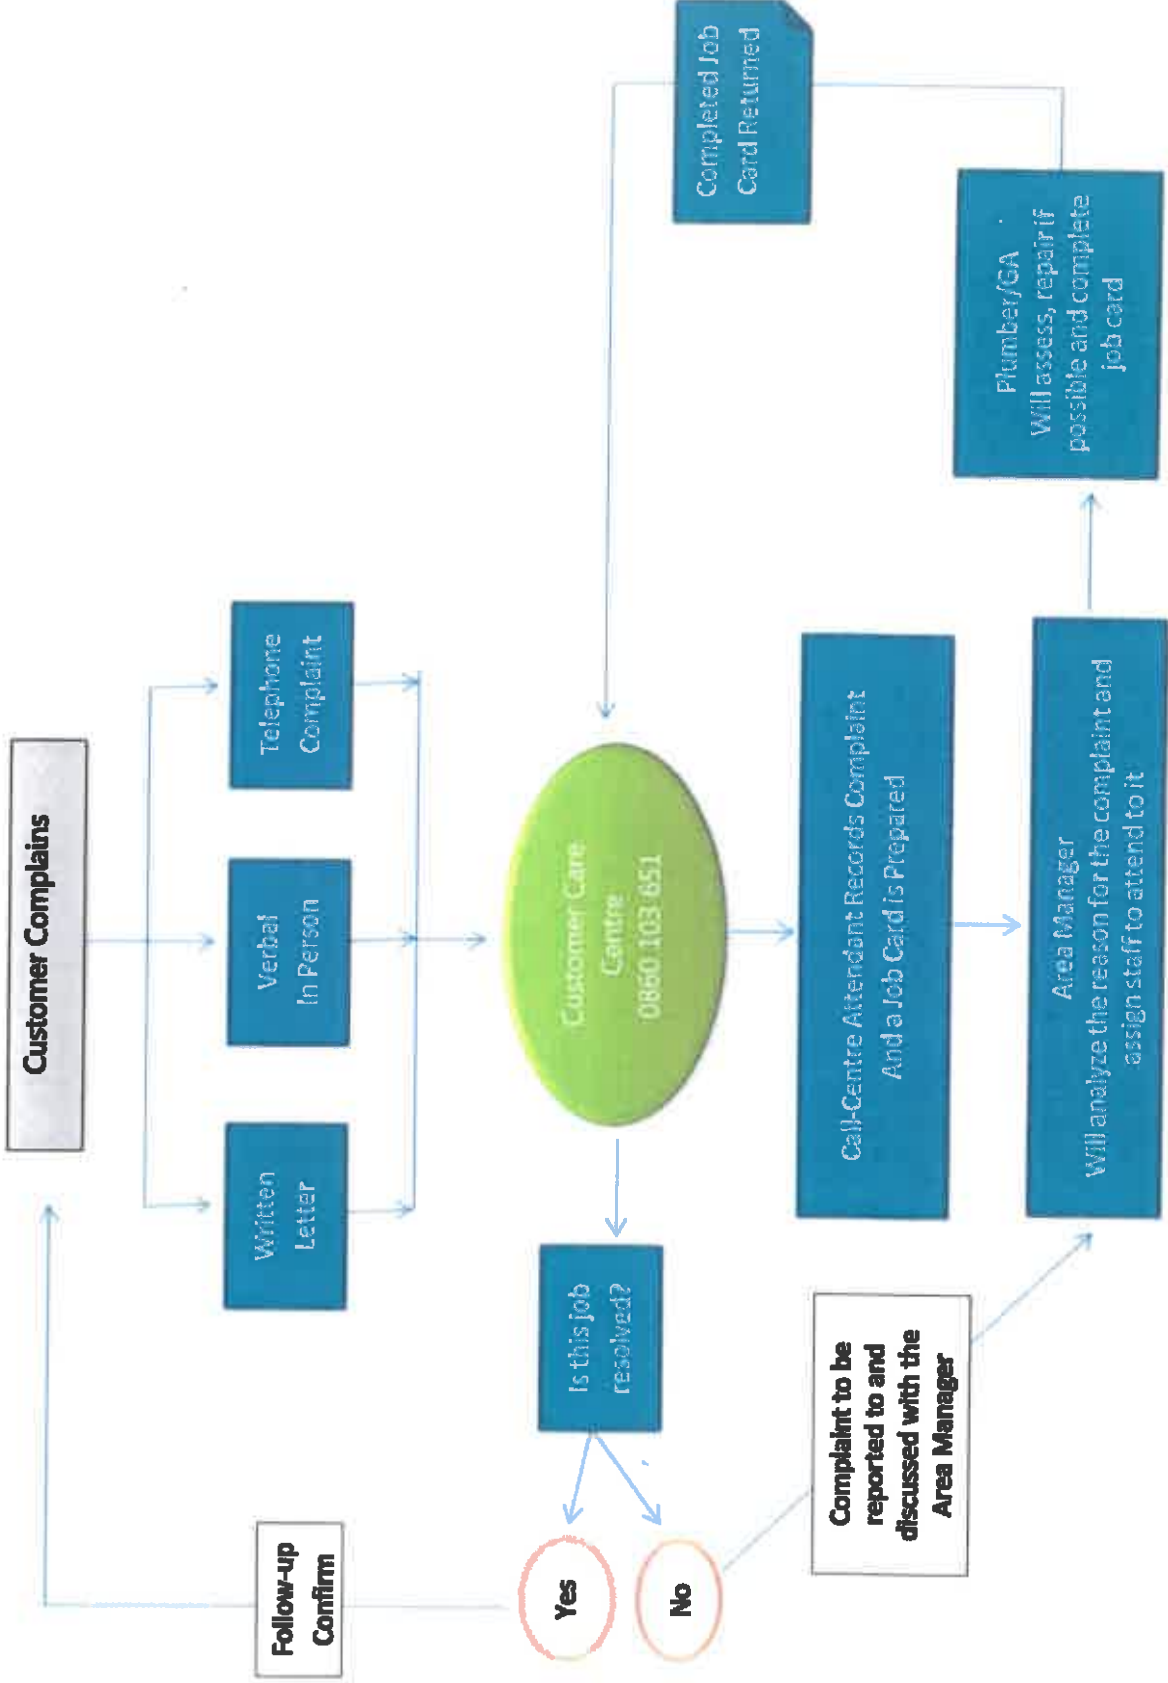 Customer Complains
Written
Letter
Verbal
In Person
Telephone
Complaint
Customer Care
Centre
0860 103 651
Call-Centre Attendant Records Complaint
And a Job Card is Prepared
Area Manager
Will analyze the reason for the complaint and
assign staff to attend to it
Plumber/GA
Will assess, repair if
possible and complete
job card
Completed Job
Card Returned
Is this job
resolved?
Yes
No
Follow-up
Confirm
Complaint to be
reported to and
discussed with the
Area Manager